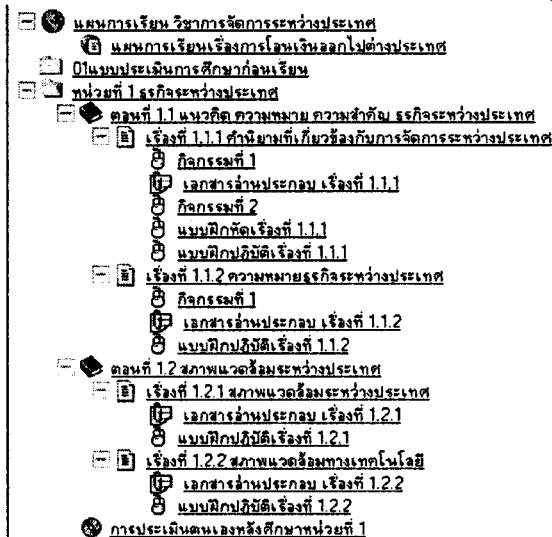 แผนการเรียน วิชาการจัดการระหว่างประเทศ
แผนการเรียนเรื่องการโอนเงินออกไปต่างประเทศ
01แบบประเมินการศึกษาก่อนเรียน
หน่วยที่ 1 ธุรกิจระหว่างประเทศ
ตอนที่ 1.1 แนวคิด ความหมาย ความสำคัญ ธุรกิจระหว่างประเทศ
เรื่องที่ 1.1.1 คำนิยามที่เกี่ยวข้องกับการจัดการระหว่างประเทศ
กิจกรรมที่ 1
เอกสารอ่านประกอบ เรื่องที่ 1.1.1
กิจกรรมที่ 2
แบบฝึกหัดเรื่องที่ 1.1.1
แบบฝึกปฏิบัติเรื่องที่ 1.1.1
เรื่องที่ 1.1.2 ความหมายธุรกิจระหว่างประเทศ
กิจกรรมที่ 1
เอกสารอ่านประกอบ เรื่องที่ 1.1.2
แบบฝึกปฏิบัติเรื่องที่ 1.1.2
ตอนที่ 1.2 สภาพแวดล้อมระหว่างประเทศ
เรื่องที่ 1.2.1 สภาพแวดล้อมระหว่างประเทศ
เอกสารอ่านประกอบ เรื่องที่ 1.2.1
แบบฝึกปฏิบัติเรื่องที่ 1.2.1
เรื่องที่ 1.2.2 สภาพแวดล้อมทางเทคโนโลยี
เอกสารอ่านประกอบ เรื่องที่ 1.2.2
แบบฝึกปฏิบัติเรื่องที่ 1.2.2
การประเมินตนเองหลังศึกษาหน่วยที่ 1